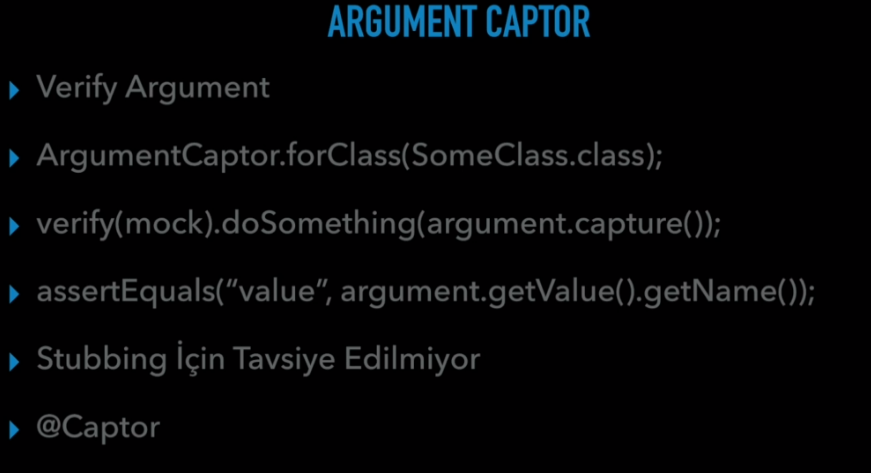 ARGUMENT CAPTOR
Verify Argument
ArgumentCaptor.forClass(SomeClass.class);
verify(mock).doSomething(argument.capture());
assertEquals(“value”, argument.getValue().getName());
Stubbing İçin Tavsiye Edilmiyor
@Captor